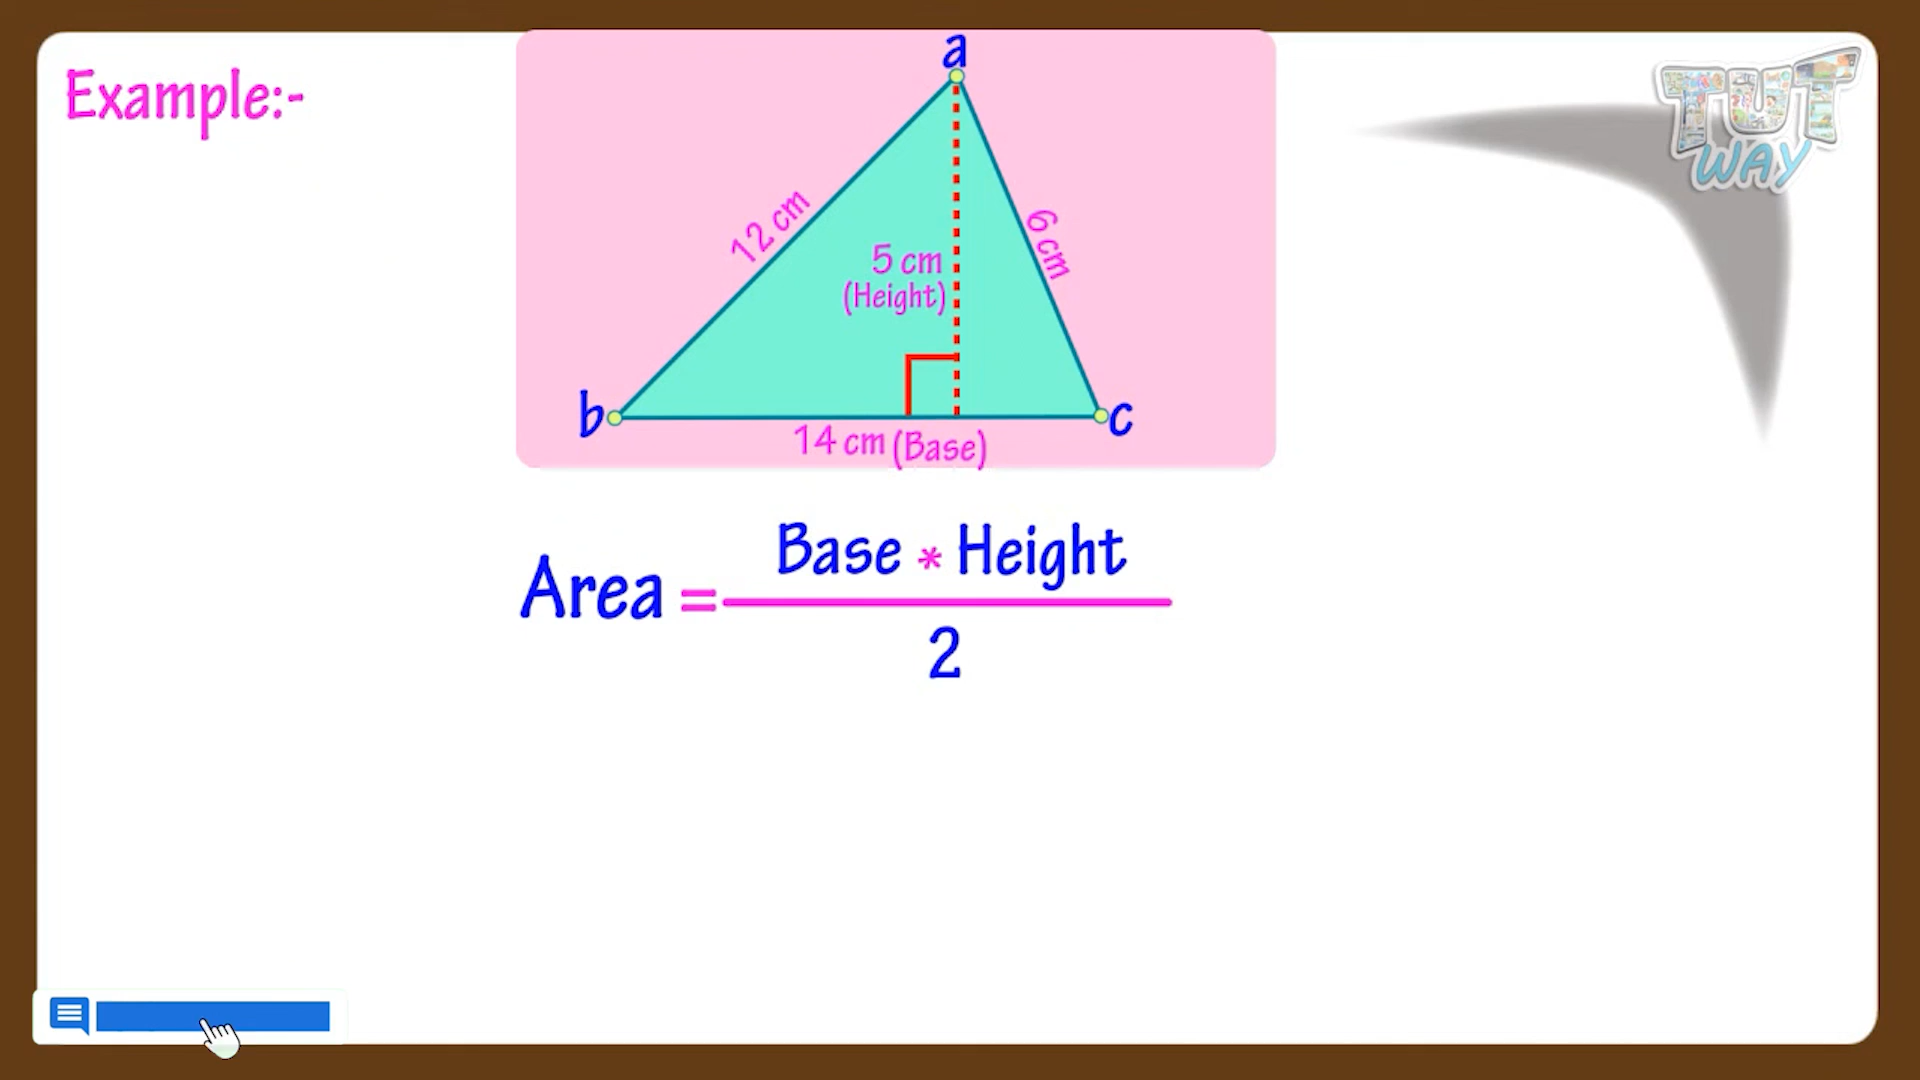 Example:-
a
TUT
WAY
12 cm
6 cm
5 cm
(Height)
b
c
14 cm (Base)
Base * Height
Area =
2